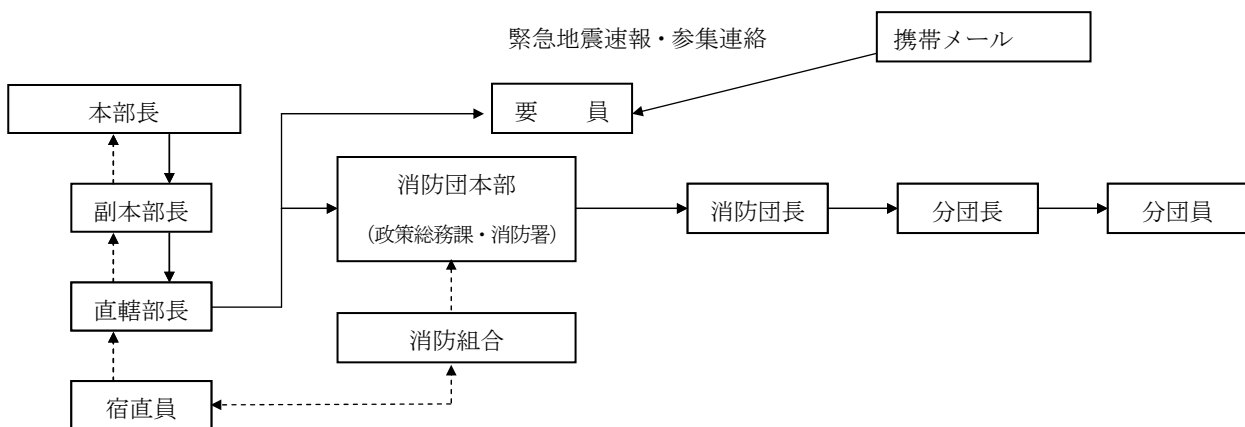 緊急地震速報・参集連絡
携帯メール
本部長
要　　員
消防団本部
（政策総務課・消防署）
副本部長
消防団長
分団長
分団員
直轄部長
消防組合
宿直員